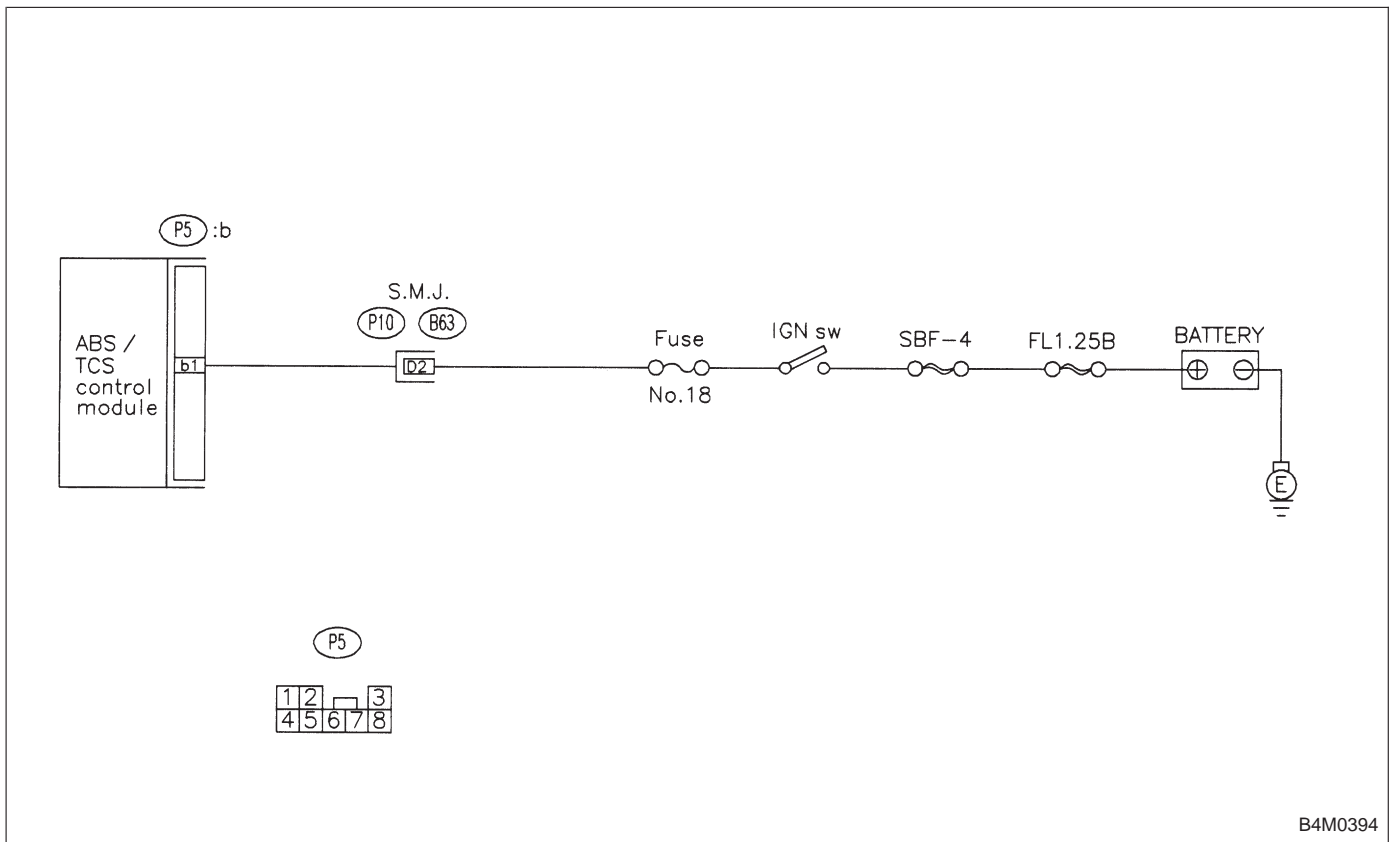 P5 :b
ABS /
TCS
control
module
b1
S.M.J.
P10 B63
D2
Fuse
No.18
IGN sw
SBF-4
FL1.25B
BATTERY
E
P5
1 2 3
4 5 6 7 8
B4M0394